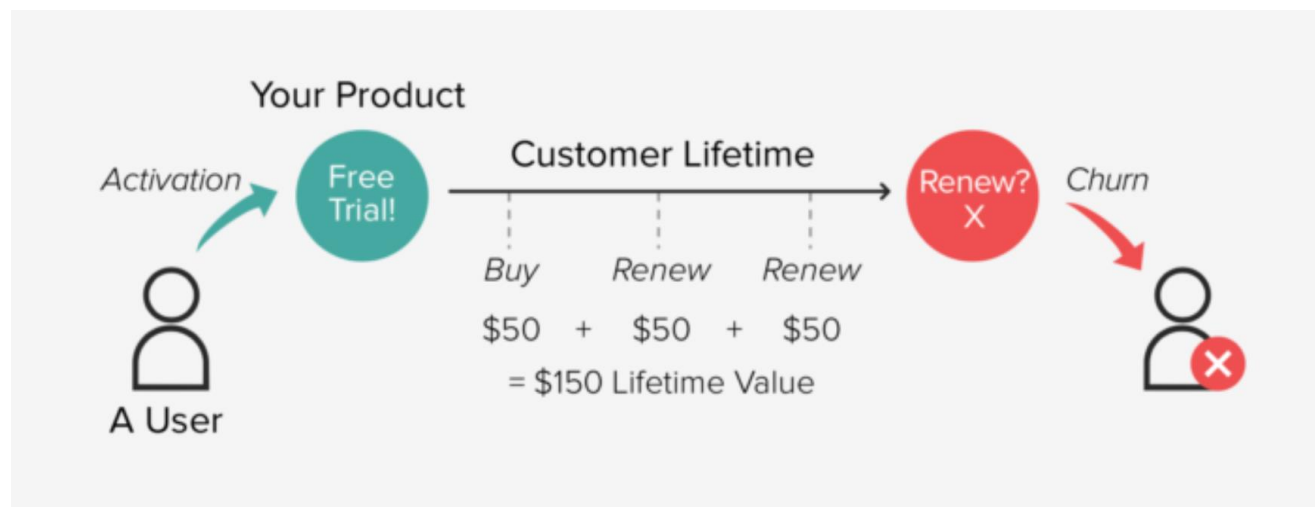 Your Product
Activation
Free
Trial!
Customer Lifetime
Renew?
X
Churn
Buy Renew Renew
$50 + $50 + $50
= $150 Lifetime Value
A User